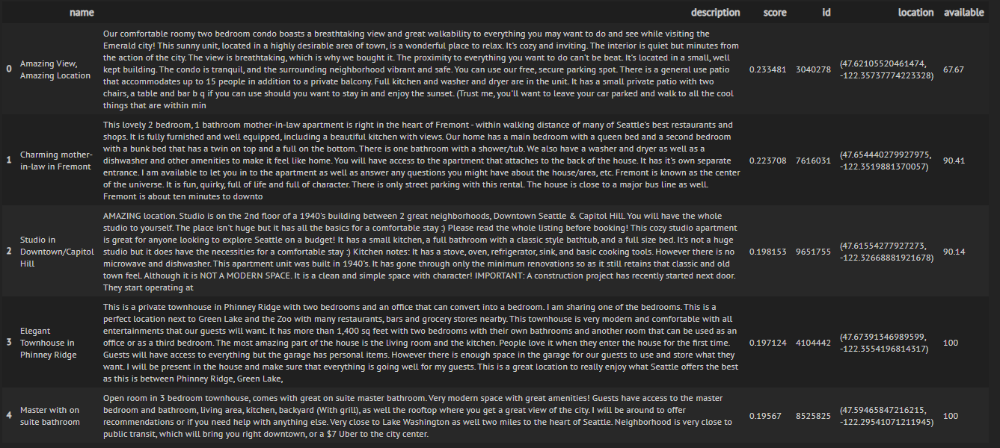 name description score id location available
0 Amazing View, Amazing Location
Our comfortable roomy two bedroom condo boasts a breathtaking view and great walkability to everything you may want to do and see while visiting the
Emerald city! This sunny unit, located in a highly desirable area of town, is a wonderful place to relax. It's cozy and inviting. The interior is quiet but minutes from
the action of the city. The view is breathtaking, which is why we bought it. The proximity to everything you want to do can't be beat. It's located in a small, well
kept building. The condo is tranquil, and the surrounding neighborhood vibrant and safe. You can use our free, secure parking spot. There is a general use patio
that accommodates up to 15 people in addition to a private balcony. Full kitchen and washer and dryer are in the unit. It has a small private patio with two
chairs, a table and bar b q if you can use should you want to stay in and enjoy the sunset. (Trust me, you'll want to leave your car parked and walk to all the cool
things that are within min
0.233481 3040278 (47.62105520461474, -122.35737774223328) 67.67
1 Charming mother-in-law in Fremont
This lovely 2 bedroom, 1 bathroom mother-in-law apartment is right in the heart of Fremont - within walking distance of many of Seattle's best restaurants and
shops. It is fully furnished and well equipped, including a beautiful kitchen with views. Our home has a main bedroom with a queen bed and a second bedroom
with a bunk bed that has a twin on top and a full on the bottom. There is one bathroom with a shower/tub. We also have a washer and dryer as well as a
dishwasher and other amenities to make it feel like home. You will have access to the apartment that attaches to the back of the house. It has it's own separate
entrance. I am available to let you in to the apartment as well as answer any questions you might have about the house/area, etc. Fremont is known as the center
of the universe. It is fun, quirky, full of life and full of character. There is only street parking with this rental. The house is close to a major bus line as well.
Fremont is about ten minutes to downto
0.223708 7616031 (47.654440279927975, -122.3519881370057) 90.41
2 Studio in Downtown/Capitol Hill
AMAZING location. Studio is on the 2nd floor of a 1940's building between 2 great neighborhoods, Downtown Seattle & Capitol Hill. You will have the whole
studio to yourself. The place isn't huge but it has all the basics for a comfortable stay :) Please read the whole listing before booking! This cozy studio apartment
is great for anyone looking to explore Seattle on a budget! It has a small kitchen, a full bathroom with a classic style bathtub, and a full size bed. It's not a huge
studio but it does have the necessities for a comfortable stay :) Kitchen notes: It has a stove, oven, refrigerator, sink, and basic cooking tools. However there is no
microwave and dishwasher. This apartment unit was built in 1940's. It has gone through only the minimum renovations so as it still retains that classic and old
town feel. Although it is NOT A MODERN SPACE. It is a clean and simple space with character! IMPORTANT: A construction project has recently started next door.
They start operating at
0.198153 9651755 (47.61554277927273, -122.32668881921678) 90.14
3 Elegant Townhouse in Phinney Ridge
This is a private townhouse in Phinney Ridge with two bedrooms and an office that can convert into a bedroom. I am sharing one of the bedrooms. This is a
perfect location next to Green Lake and the Zoo with many restaurants, bars and grocery stores nearby. This townhouse is very modern and comfortable with all
entertainments that our guests will want. It has more than 1,400 sq feet with two bedrooms with their own bathrooms and another room that can be used as an
office or as a third bedroom. The most amazing part of the house is the living room and the kitchen. People love it when they enter the house for the first time.
Guests will have access to everything but the garage has personal items. However there is enough space in the garage for our guests to use and store what they
want. I will be present in the house and make sure that everything is going well for my guests. This is a great location to really enjoy what Seattle offers the best
as this is between Phinney Ridge, Green Lake,
0.197124 4104442 (47.67391346989599, -122.3554196814317) 100
4 Master with on suite bathroom
Open room in 3 bedroom townhouse, comes with great on suite master bathroom. Very modern space with great amenities! Guests have access to the master
bedroom and bathroom, living area, kitchen, backyard (With grill), as well the rooftop where you get a great view of the city. I will be around to offer
recommendations or if you need help with anything else. Very close to Lake Washington as well two miles to the heart of Seattle. Neighborhood is very close to
public transit, which will bring you right downtown, or a $7 Uber to the city center.
0.19567 8525825 (47.59465847216215, -122.29541071211945) 100